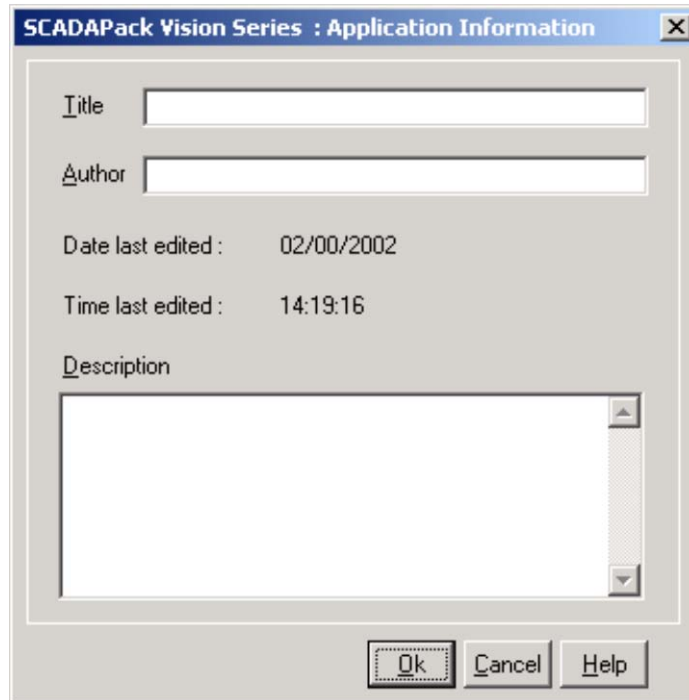 SCADAPack Vision Series : Application Information
Title
Author
Date last edited : 02/00/2002
Time last edited : 14:19:16
Description
Ok Cancel Help